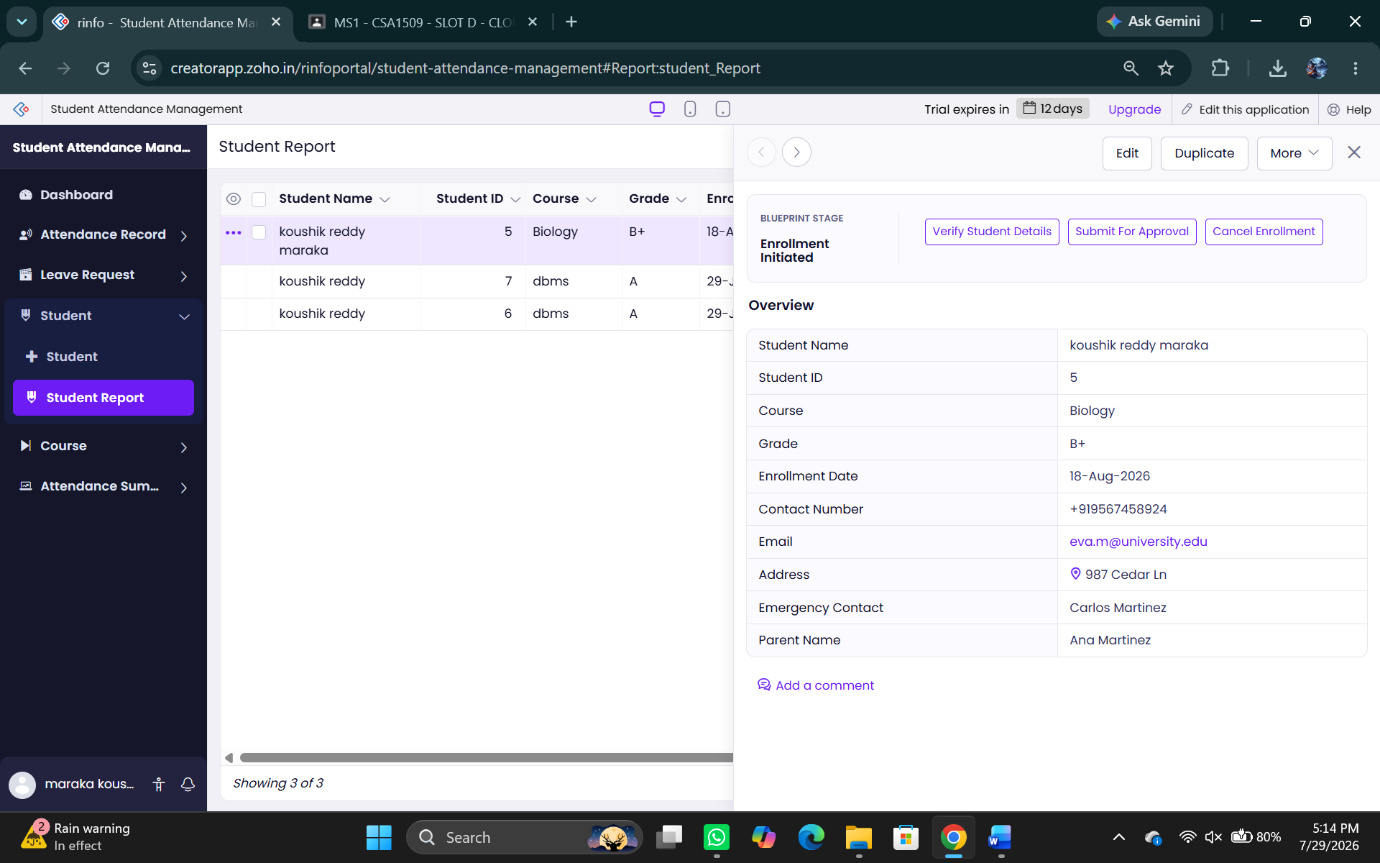 rinfo - Student Attendance Ma
MS1 - CSA1509 - SLOT D - CLO
Ask Gemini
creatorapp.zoho.in/rinfoportal/student-attendance-management#Report:student_Report
Student Attendance Management
Trial expires in 12 days
Upgrade
Edit this application
Help
Student Attendance Mana...
Dashboard
Attendance Record
Leave Request
Student
Student
Student Report
Course
Attendance Sum...
maraka kous...
Student Report
Student Name Student ID Course Grade Enro
koushik reddy maraka 5 Biology B+ 18-A
koushik reddy 7 dbms A 29-J
koushik reddy 6 dbms A 29-J
Showing 3 of 3
Edit
Duplicate
More
BLUEPRINT STAGE
Enrollment
Initiated
Verify Student Details
Submit For Approval
Cancel Enrollment
Overview
Student Name koushik reddy maraka
Student ID 5
Course Biology
Grade B+
Enrollment Date 18-Aug-2026
Contact Number +919567458924
Email eva.m@university.edu
Address 987 Cedar Ln
Emergency Contact Carlos Martinez
Parent Name Ana Martinez
Add a comment
2
Rain warning
In effect
Search
80%
5:14 PM
7/29/2026